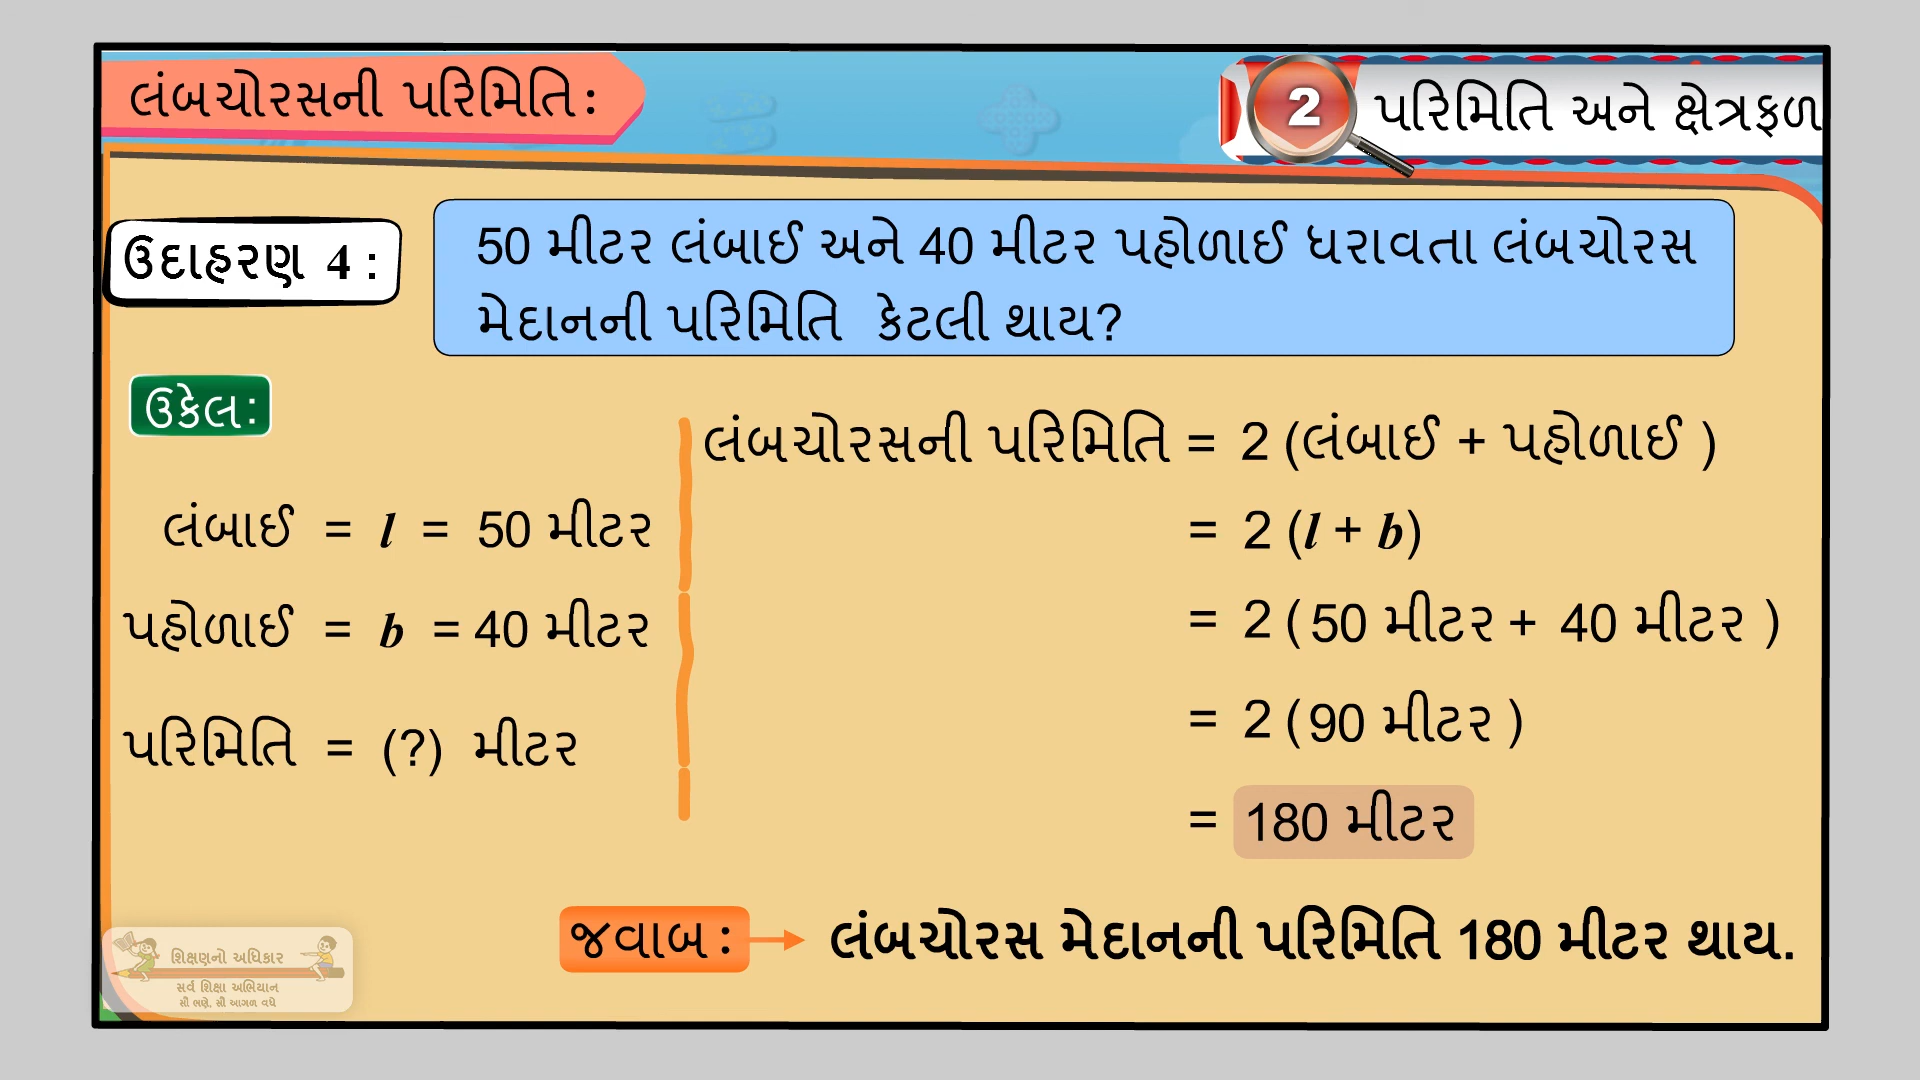 લંબચોરસની પરિમિતિ:
2 પરિમિતિ અને ક્ષેત્રફળ
ઉદાહરણ 4 :
50 મીટર લંબાઈ અને 40 મીટર પહોળાઈ ધરાવતા લંબચોરસ
મેદાનની પરિમિતિ કેટલી થાય?
ઉકેલ:
લંબાઈ = l = 50 મીટર
પહોળાઈ = b = 40 મીટર
પરિમિતિ = (?) મીટર
લંબચોરસની પરિમિતિ = 2 (લંબાઈ + પહોળાઈ )
= 2 (l + b)
= 2 ( 50 મીટર + 40 મીટર )
= 2 ( 90 મીટર )
= 180 મીટર
જવાબ :
લંબચોરસ મેદાનની પરિમિતિ 180 મીટર થાય.
શિક્ષણનો અધિકાર
સર્વ શિક્ષા અભિયાન
સૌ ભણે, સૌ આગળ વધે